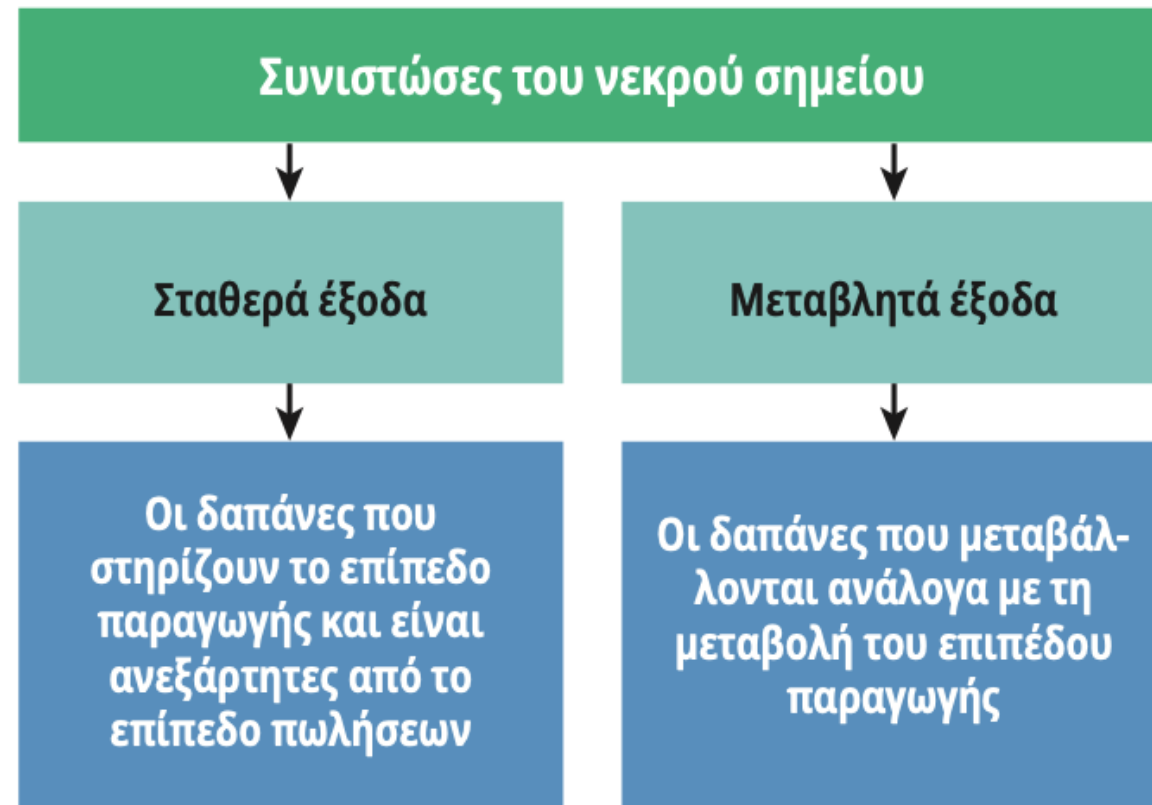 Συνιστώσες του νεκρού σημείου
Σταθερά έξοδα
Μεταβλητά έξοδα
Οι δαπάνες που
στηρίζουν το επίπεδο
παραγωγής και είναι
ανεξάρτητες από το
επίπεδο πωλήσεων
Οι δαπάνες που μεταβάλ-
λονται ανάλογα με τη
μεταβολή του επιπέδου
παραγωγής